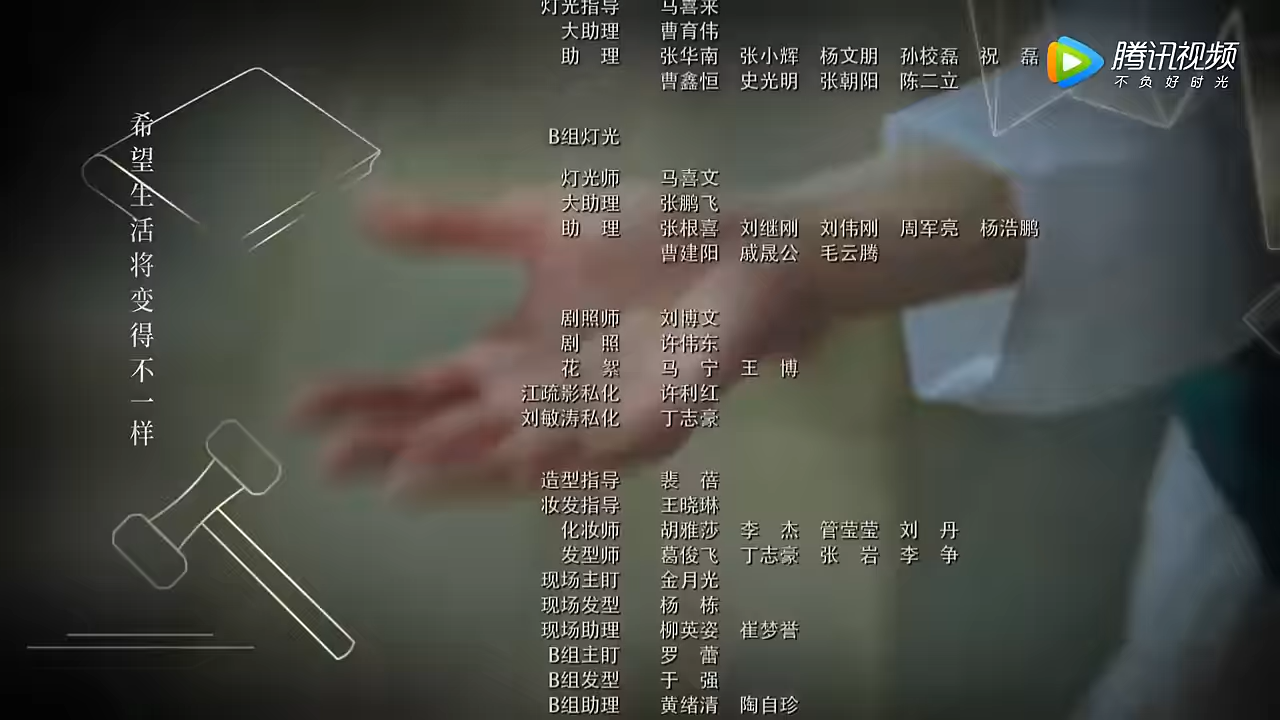 灯光指导 马喜来
大助理 曹育伟
助 理 张华南 张小辉 杨文朋 孙校磊 祝 磊
曹鑫恒 史光明 张朝阳 陈二立
腾讯视频
不负好时光
希望生活将变得不一样
B组灯光
灯光师 马喜文
大助理 张鹏飞
助 理 张根喜 刘继刚 刘伟刚 周军亮 杨浩鹏
曹建阳 戚晟公 毛云腾
剧照师 刘博文
剧 照 许伟东
花 絮 马 宁 王 博
江疏影私化 许利红
刘敏涛私化 丁志豪
造型指导 裴 蓓
妆发指导 王晓琳
化妆师 胡雅莎 李 杰 管莹莹 刘 丹
发型师 葛俊飞 丁志豪 张 岩 李 争
现场主盯 金月光
现场发型 杨 栋
现场助理 柳英姿 崔梦誉
B组主盯 罗 蕾
B组发型 于 强
B组助理 黄绪清 陶自珍